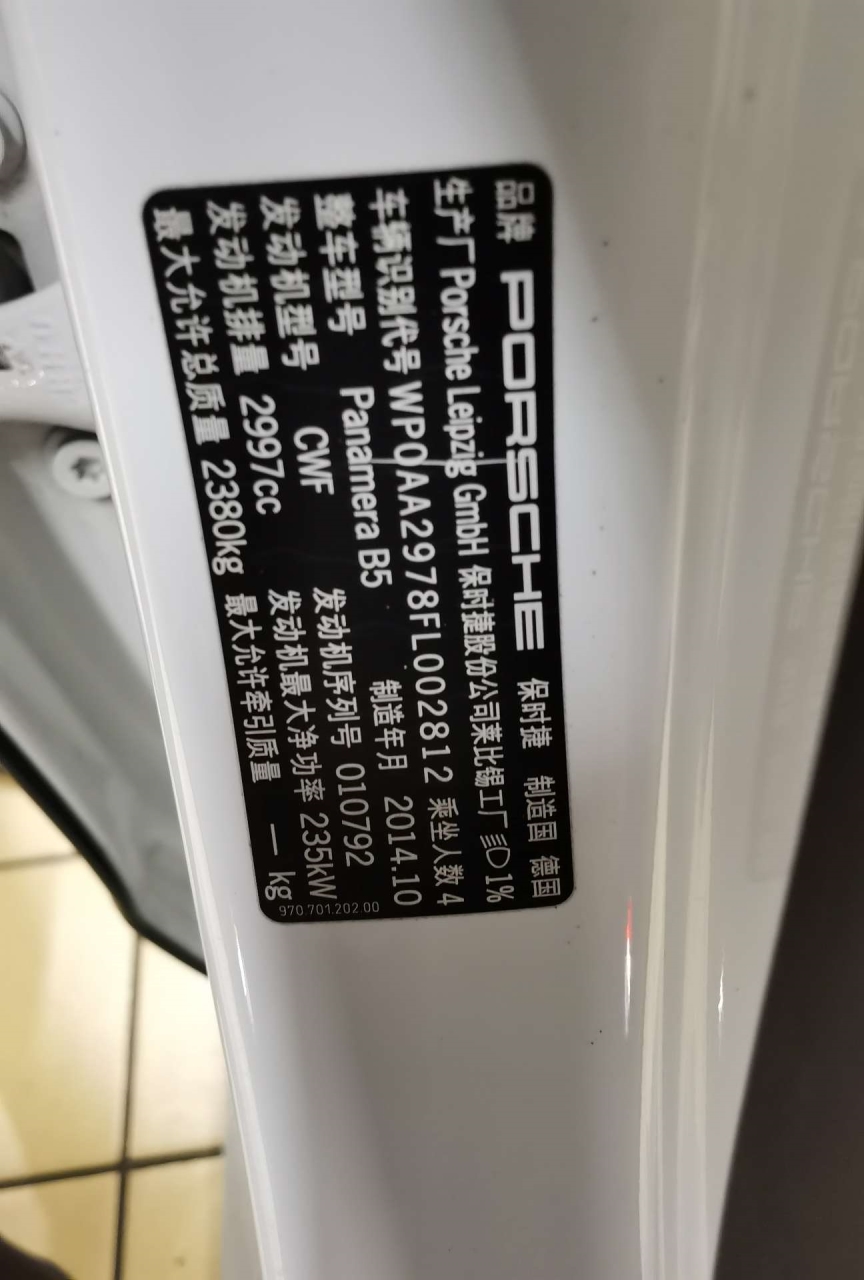 品牌 PORSCHE 保时捷 制造国 德国
生产厂 Porsche Leipzig GmbH 保时捷股份公司莱比锡工厂 1%
车辆识别代号 WP0AA2978FL002812 乘坐人数 4
整车型号 Panamera B5 制造年月 2014.10
发动机型号 CWF 发动机序列号 010792
发动机排量 2997cc 发动机最大净功率 235kW
最大允许总质量 2380kg 最大允许牵引质量 — kg
970.701.202.00